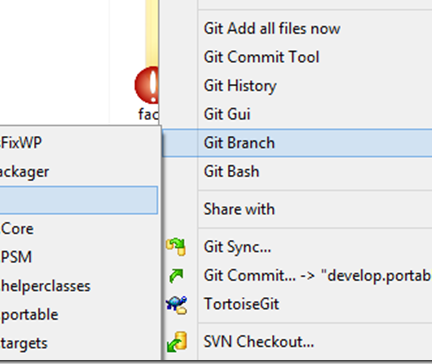 Git Add all files now
Git Commit Tool
Git History
Git Gui
fac
Git Branch
Git Bash
Share with
Git Sync...
Git Commit... -> "develop.portab
TortoiseGit
SVN Checkout...
FixWP
ackager
Core
PSM
helperclasses
portable
targets